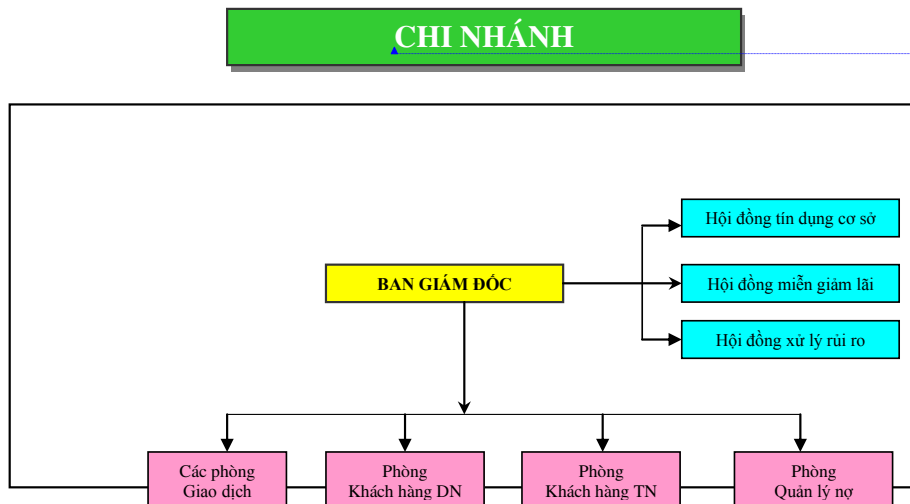 CHI NHÁNH
Hội đồng tín dụng cơ sở
BAN GIÁM ĐỐC
Hội đồng miễn giảm lãi
Hội đồng xử lý rủi ro
Các phòng
Giao dịch
Phòng
Khách hàng DN
Phòng
Khách hàng TN
Phòng
Quản lý nợ